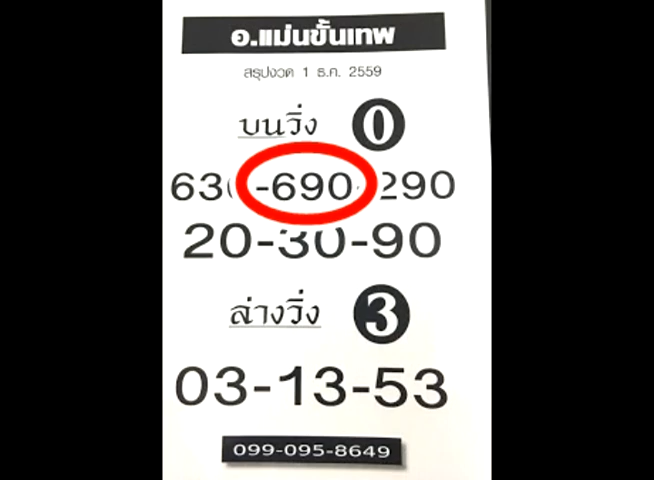 อ.แม่นขั้นเทพ
สรุปงวด 1 ธ.ค. 2559
บนวิ่ง 0
630-690-290
20-30-90
ล่างวิ่ง 3
03-13-53
099-095-8649